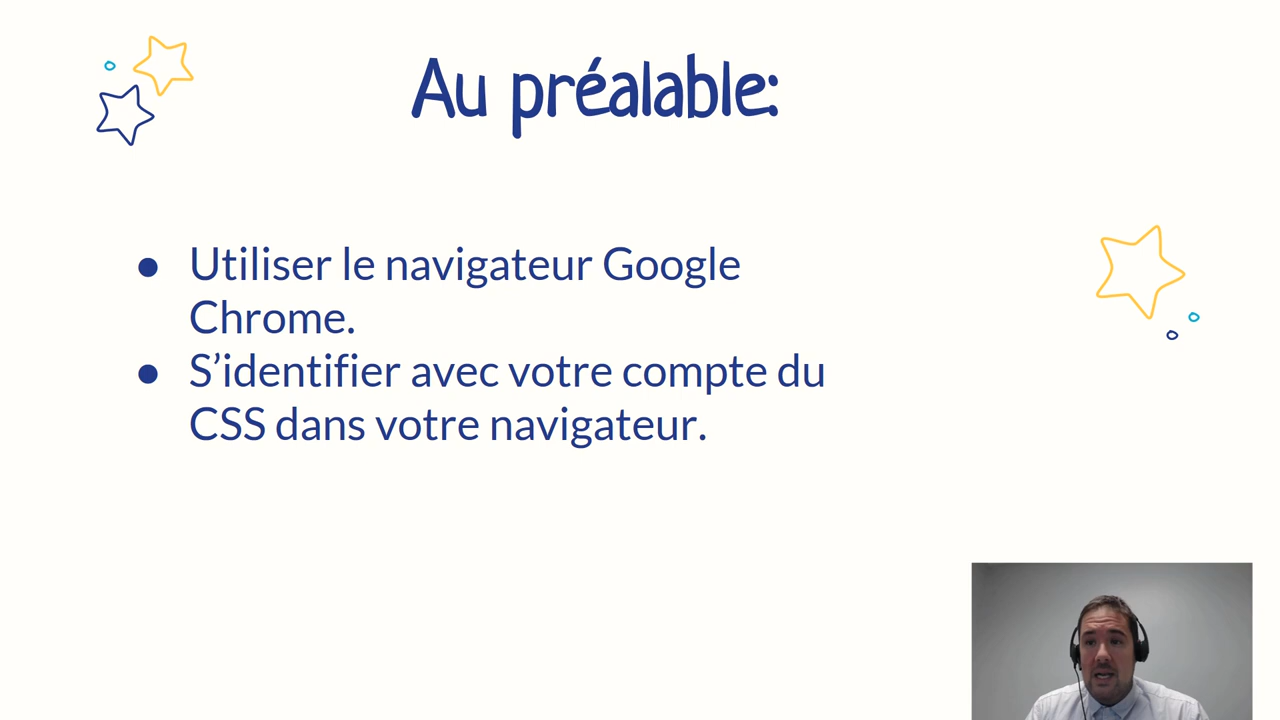 Au préalable:
● Utiliser le navigateur Google
Chrome.
● S’identifier avec votre compte du
CSS dans votre navigateur.